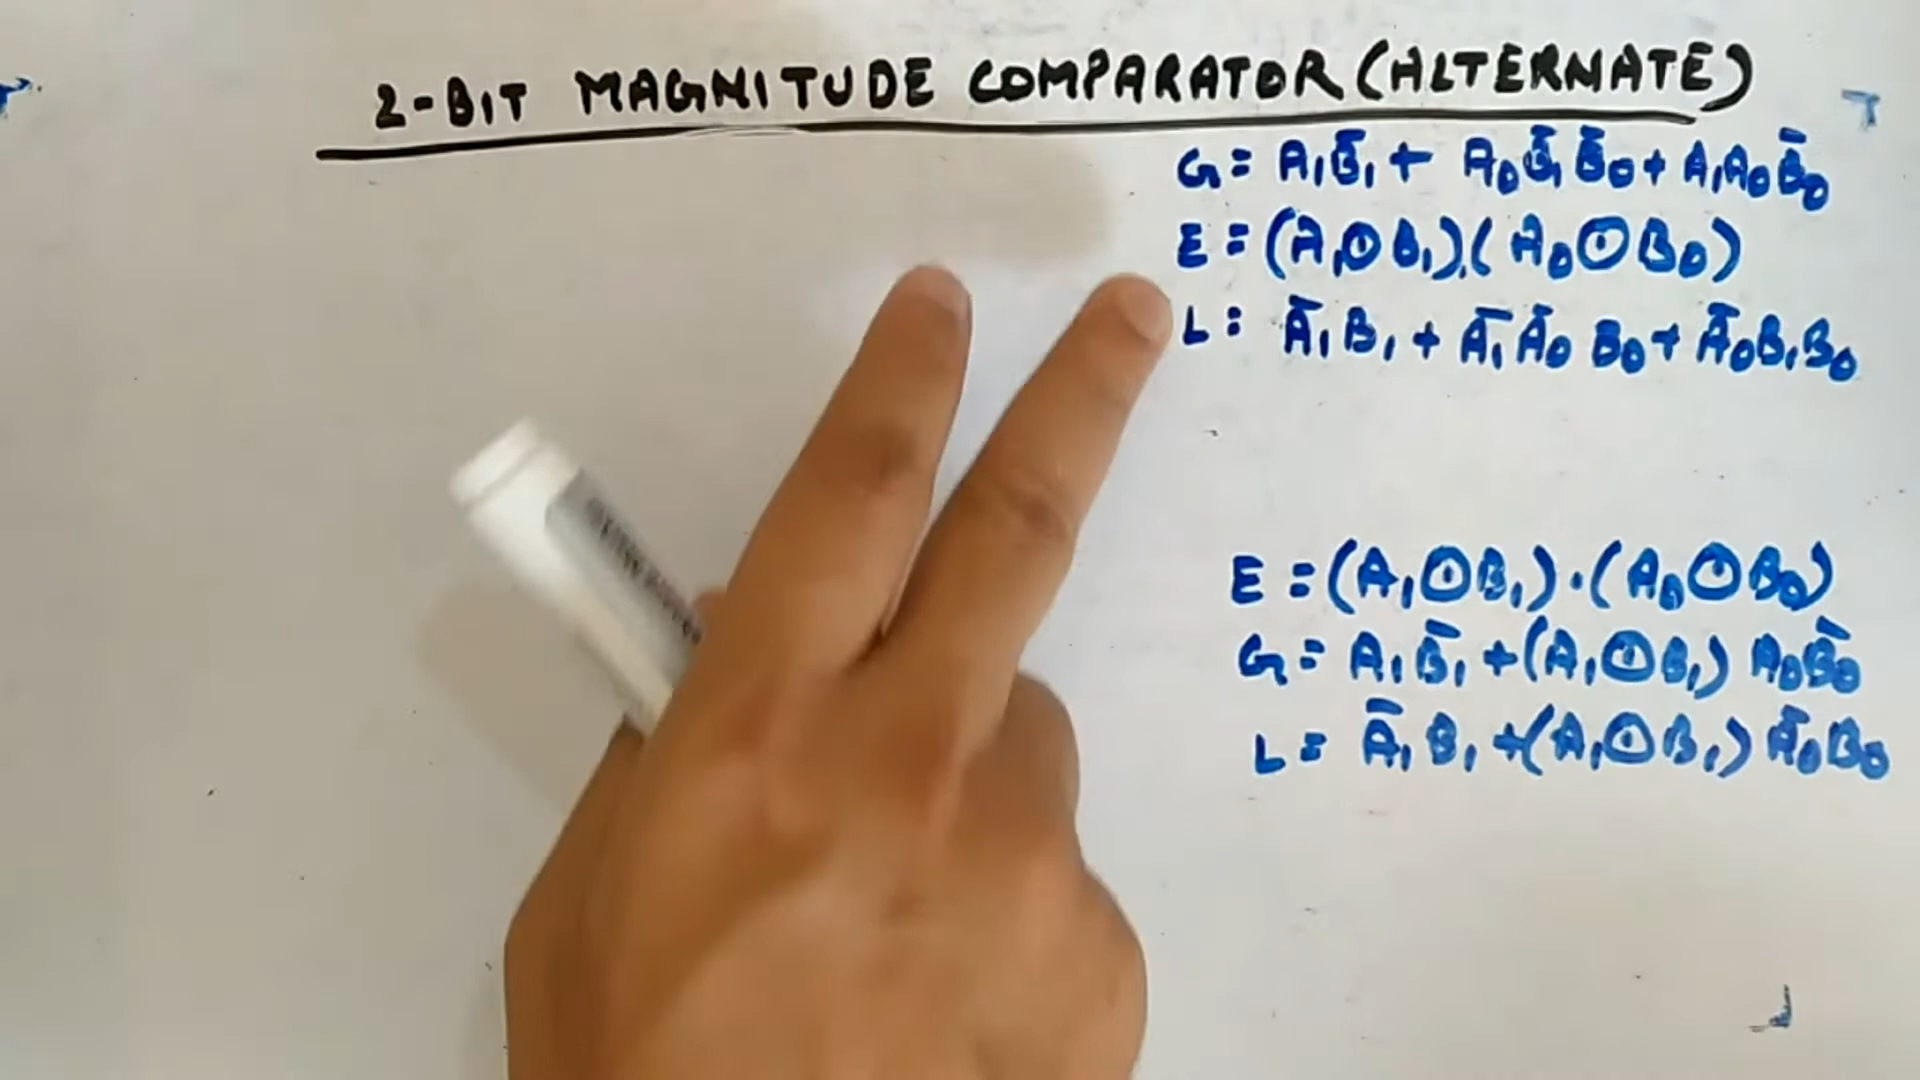 2-BIT MAGNITUDE COMPARATOR (ALTERNATE)
G = A₁B̄₁ + A₀B̄₁B̄₀ + A₁A₀B̄₀
E = (A₁⊙B₁).(A₀⊙B₀)
L = Ā₁B₁ + Ā₁Ā₀B₀ + Ā₀B₁B₀
E = (A₁⊙B₁)·(A₀⊙B₀)
G = A₁B̄₁ + (A₁⊙B₁) A₀B̄₀
L = Ā₁B₁ + (A₁⊙B₁) Ā₀B₀